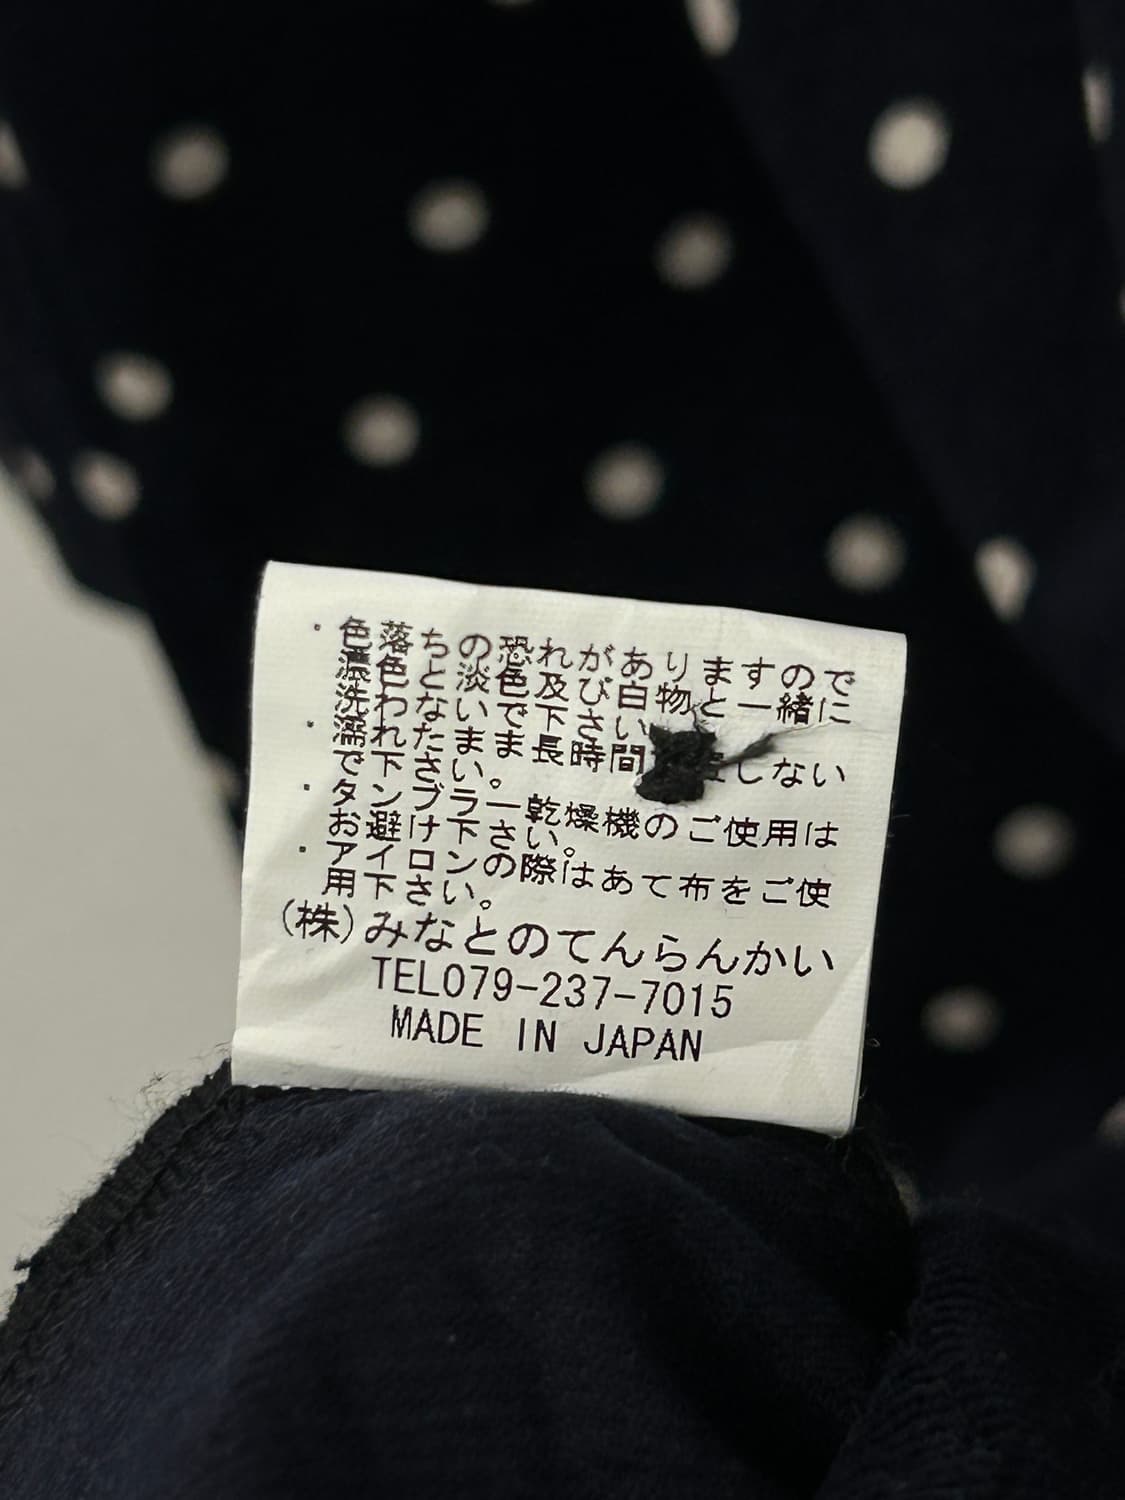 ・色落ちの恐れがありますので
濃色と淡色及び白物と一緒に
洗わないで下さい
・濡れたまま長時間 しない
で下さい。
・タンブラー乾燥機のご使用は
お避け下さい。
・アイロンの際はあて布をご使
用下さい。
(株)みなとのてんらんかい
TEL079-237-7015
MADE IN JAPAN